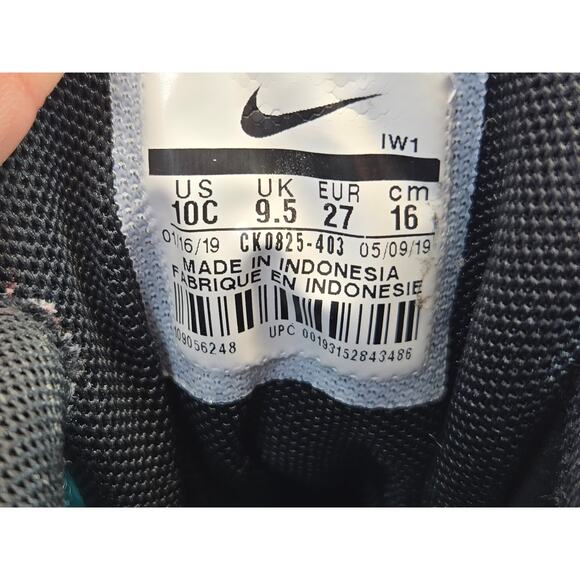 IW1
US UK EUR cm
10C 9.5 27 16
01/16/19 CK0825-403 05/09/19
MADE IN INDONESIA
FABRIQUE EN INDONESIE
109056248 UPC 00193152843486